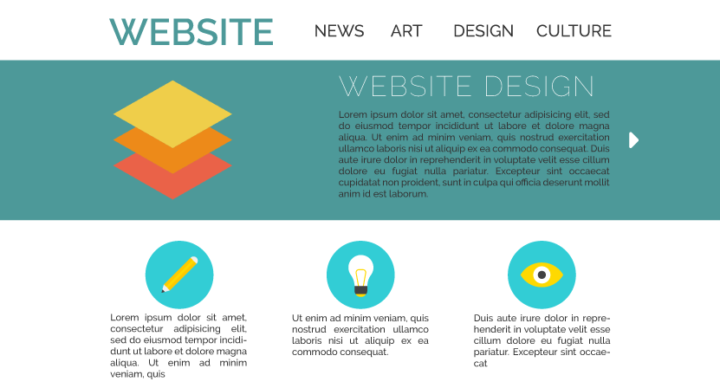 WEBSITE
NEWS ART DESIGN CULTURE
WEBSITE DESIGN
Lorem ipsum dolor sit amet, consectetur adipisicing elit, sed
do eiusmod tempor incididunt ut labore et dolore magna
aliqua. Ut enim ad minim veniam, quis nostrud exercitation
ullamco laboris nisi ut aliquip ex ea commodo consequat. Duis
aute irure dolor in reprehenderit in voluptate velit esse cillum
dolore eu fugiat nulla pariatur. Excepteur sint occaecat
cupidatat non proident, sunt in culpa qui officia deserunt mollit
anim id est laborum.
Lorem ipsum dolor sit amet,
consectetur adipisicing elit,
sed do eiusmod tempor incidi-
dunt ut labore et dolore magna
aliqua. Ut enim ad minim
veniam, quis
Ut enim ad minim veniam, quis
nostrud exercitation ullamco
laboris nisi ut aliquip ex ea
commodo consequat.
Duis aute irure dolor in repre-
henderit in voluptate velit esse
cillum dolore eu fugiat nulla
pariatur. Excepteur sint occae-
cat